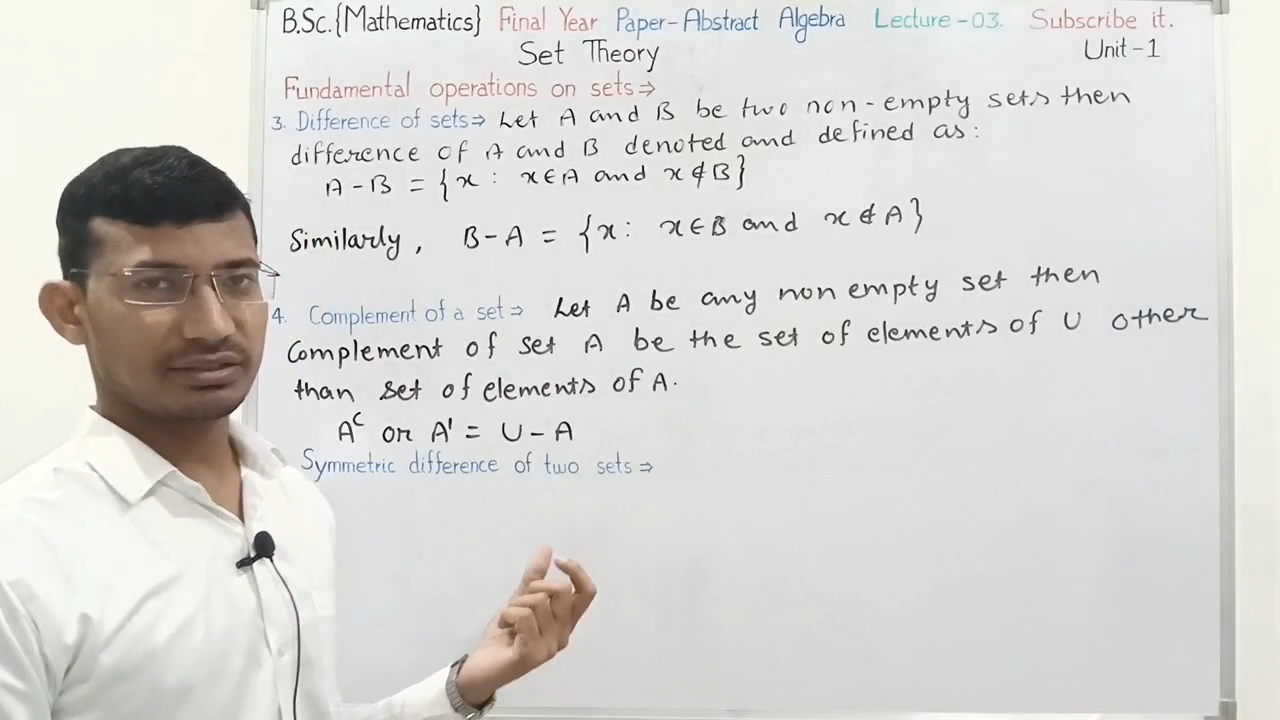 B.Sc.{Mathematics} Final Year Paper-Abstract Algebra Lecture-03. Subscribe it.
Set Theory Unit-1
Fundamental operations on sets⇒
3. Difference of sets⇒ Let A and B be two non-empty sets then
difference of A and B denoted and defined as:
A-B = {x: x∈A and x∉B}
Similarly, B-A = {x: x∈B and x∉A}
4. Complement of a set⇒ Let A be any non empty set then
Complement of set A be the set of elements of U other
than set of elements of A.
Aᶜ or A' = U-A
Symmetric difference of two sets⇒